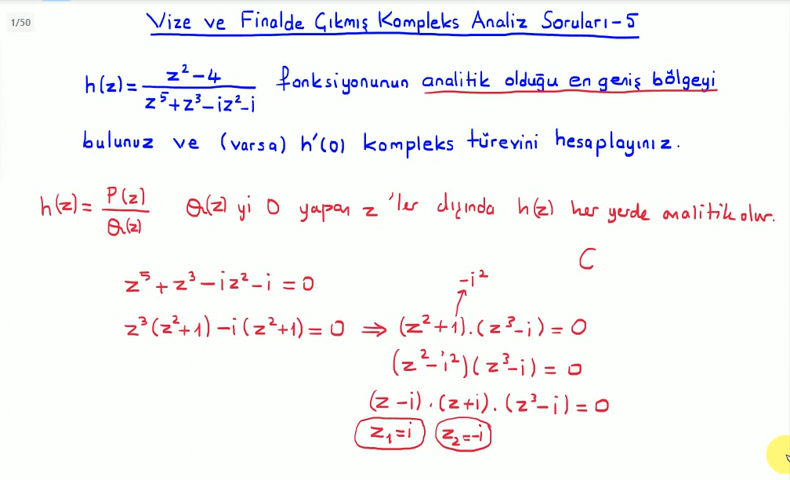 1/50
Vize ve Finalde Çıkmış Kompleks Analiz Soruları-5
h(z)= (z²-4)/(z⁵+z³-iz²-i) fonksiyonunun analitik olduğu en geniş bölgeyi
bulunuz ve (varsa) h'(0) kompleks türevini hesaplayınız.
h(z)= P(z)/Q(z) Q(z) yi 0 yapan z 'ler dışında h(z) her yerde analitik olur.
C
z⁵+z³-iz²-i=0
-i²
z³(z²+1)-i(z²+1)=0 ⇒ (z²+1).(z³-i)=0
(z²-i²)(z³-i)=0
(z-i).(z+i).(z³-i)=0
z₁=i z₂=-i